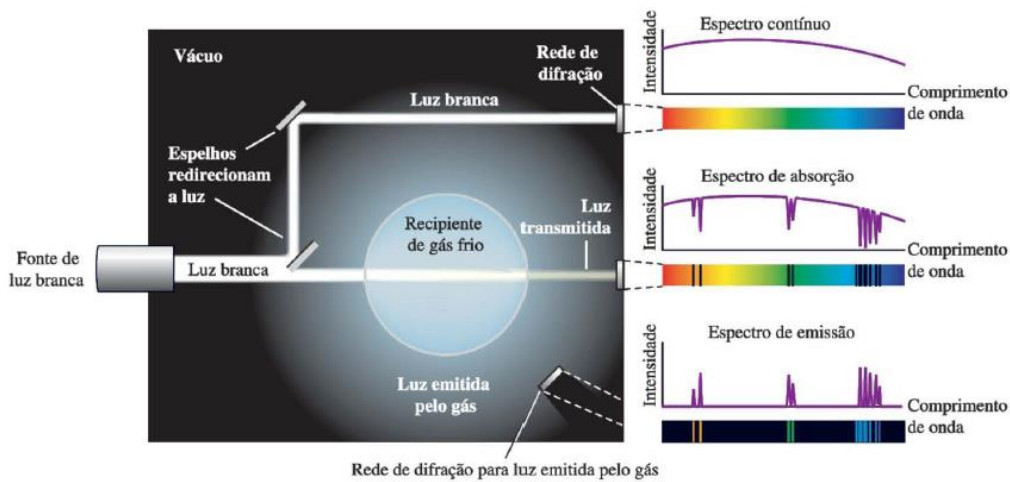 Vácuo
Rede de
difração
Luz branca
Espelhos
redirecionam
a luz
Recipiente
de gás frio
Luz
transmitida
Fonte de
luz branca
Luz branca
Luz emitida
pelo gás
Rede de difração para luz emitida pelo gás
Espectro contínuo
Intensidade
Comprimento
de onda
Espectro de absorção
Intensidade
Comprimento
de onda
Espectro de emissão
Intensidade
Comprimento
de onda